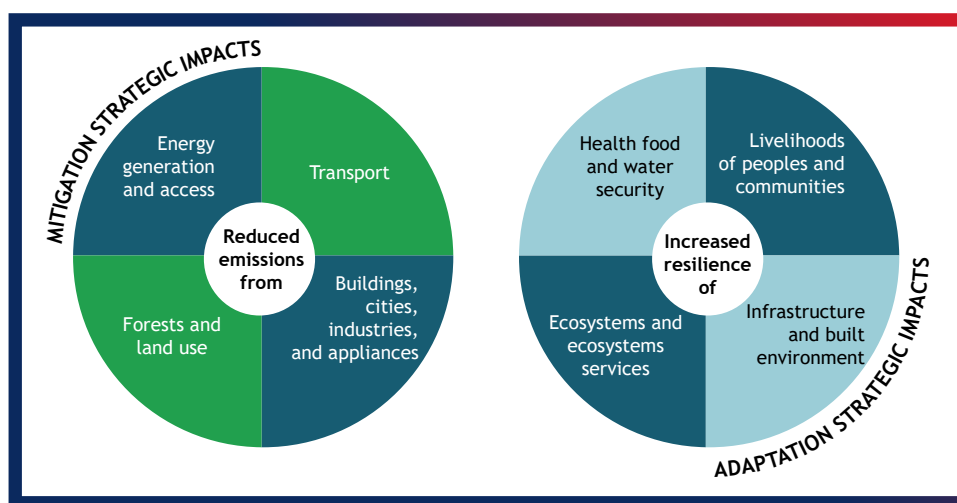 MITIGATION STRATEGIC IMPACTS
Energy
generation
and access
Transport
Reduced
emissions
from
Forests and
land use
Buildings,
cities,
industries,
and appliances
Health food
and water
security
Livelihoods
of peoples and
communities
Increased
resilience
of
Ecosystems and
ecosystems
services
Infrastructure
and built
environment
ADAPTATION STRATEGIC IMPACTS